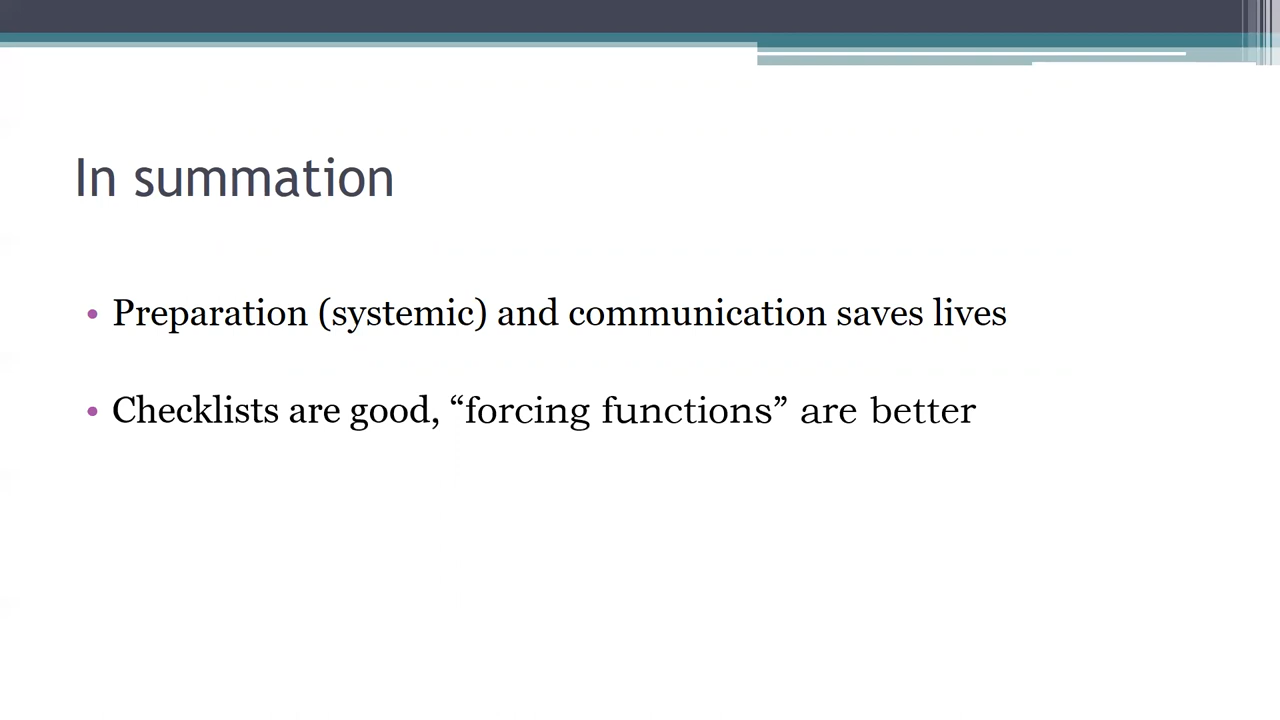 In summation
• Preparation (systemic) and communication saves lives
• Checklists are good, “forcing functions” are better